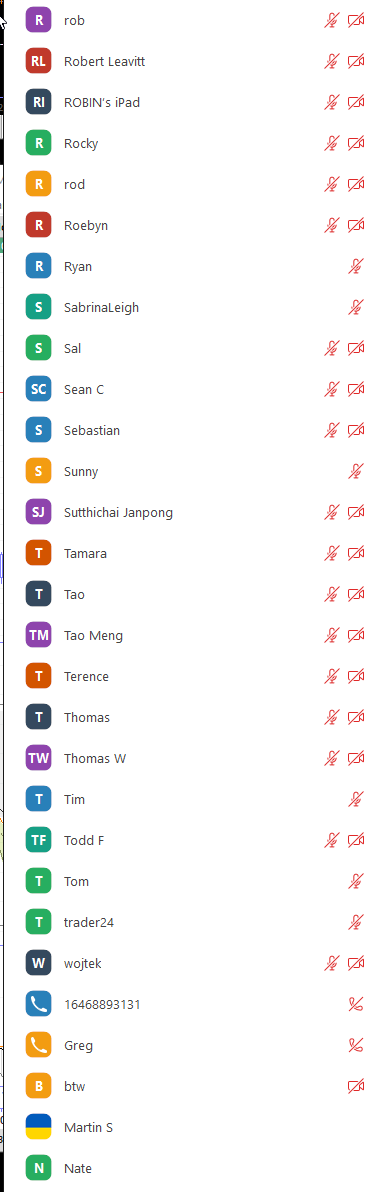 R rob
RL Robert Leavitt
RI ROBIN's iPad
R Rocky
R rod
R Roebyn
R Ryan
S SabrinaLeigh
S Sal
SC Sean C
S Sebastian
S Sunny
SJ Sutthichai Janpong
T Tamara
T Tao
TM Tao Meng
T Terence
T Thomas
TW Thomas W
T Tim
TF Todd F
T Tom
T trader24
W wojtek
16468893131
Greg
B btw
Martin S
N Nate